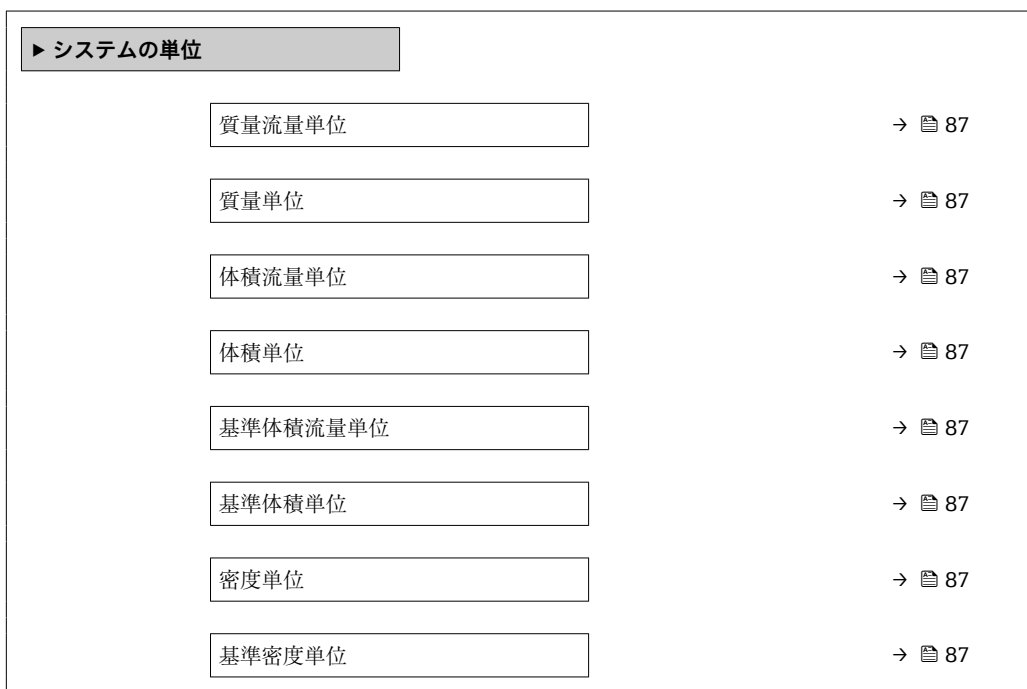 ▶ システムの単位
質量流量単位 → 87
質量単位 → 87
体積流量単位 → 87
体積単位 → 87
基準体積流量単位 → 87
基準体積単位 → 87
密度単位 → 87
基準密度単位 → 87